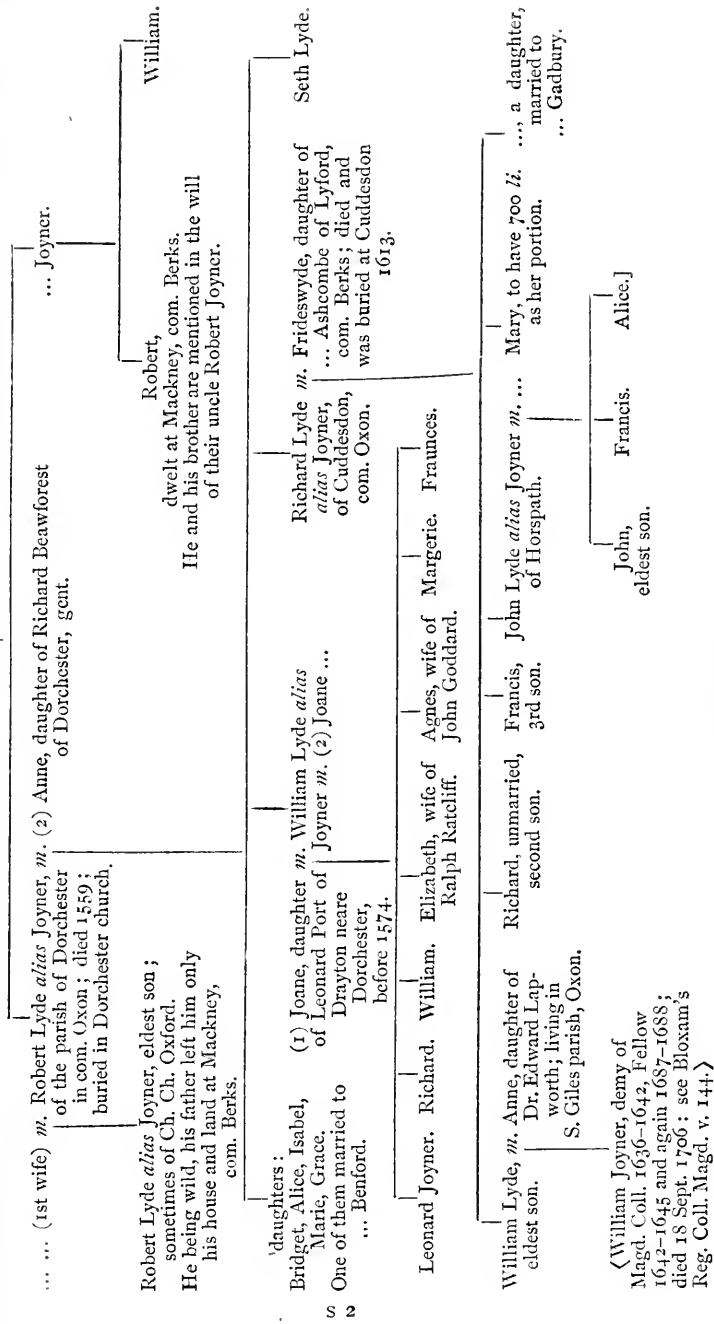 ... ... (1st wife) m. Robert Lyde alias Joyner, m. (2) Anne, daughter of Richard Beawforest
of the parish of Dorchester
in com. Oxon; died 1559;
buried in Dorchester church.
of Dorchester, gent.
... Joyner.
Robert Lyde alias Joyner, eldest son;
sometimes of Ch. Ch. Oxford.
He being wild, his father left him only
his house and land at Mackney,
com. Berks.
Robert,
dwelt at Mackney, com. Berks.
He and his brother are mentioned in the will
of their uncle Robert Joyner.
William.
daughters:
Bridget, Alice, Isabel,
Marie, Grace.
One of them married to
... Benford.
(1) Joane, daughter m. William Lyde alias
of Leonard Port of Joyner m. (2) Joane ...
Drayton neare
Dorchester,
before 1574.
Richard Lyde m. Frideswyde, daughter of
alias Joyner, ... Ashcombe of Lyford,
of Cuddesdon, com. Berks; died and
com. Oxon. was buried at Cuddesdon
1613.
Seth Lyde.
Leonard Joyner. Richard. William. Elizabeth, wife of Agnes, wife of Margerie. Fraunces.
Ralph Ratcliff. John Goddard.
William Lyde, m. Anne, daughter of
eldest son. Dr. Edward Lap-
worth; living in
S. Giles parish, Oxon.
Richard, unmarried,
second son.
Francis,
3rd son.
John Lyde alias Joyner m. ...
of Horspath.
Mary, to have 700 li.
as her portion.
..., a daughter,
married to
... Gadbury.
⟨William Joyner, demy of
Magd. Coll. 1636–1642, Fellow
1642–1645 and again 1687–1688;
died 18 Sept. 1706; see Bloxam's
Reg. Coll. Magd. v. 144.⟩
John,
eldest son.
Francis.
Alice.]
S 2